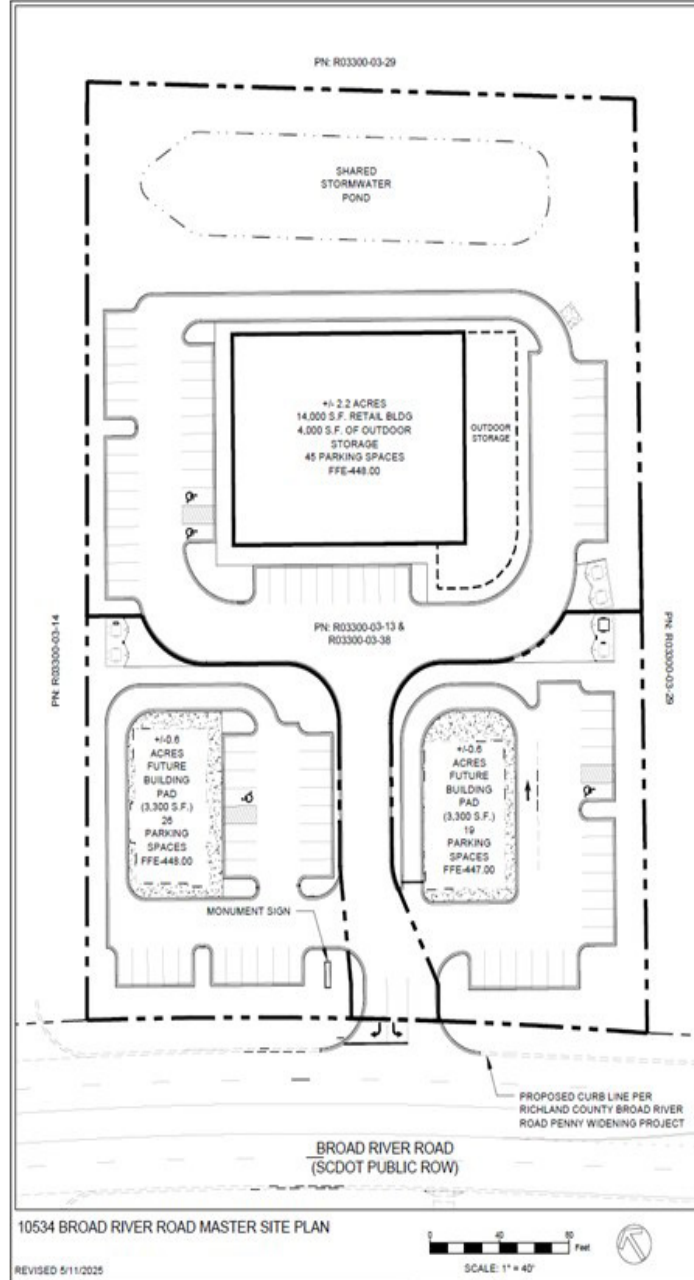 PN: R03300-03-29
SHARED
STORMWATER
POND
+/- 2.2 ACRES
14,000 S.F. RETAIL BLDG
4,000 S.F. OF OUTDOOR
STORAGE
45 PARKING SPACES
FFE-448.00
OUTDOOR
STORAGE
PN: R03300-03-14
PN: R03300-03-13 &
R03300-03-38
PN: R03300-03-29
+/-0.6
ACRES
FUTURE
BUILDING
PAD
(3,300 S.F.)
26
PARKING
SPACES
FFE-448.00
+/-0.6
ACRES
FUTURE
BUILDING
PAD
(3,300 S.F.)
19
PARKING
SPACES
FFE-447.00
MONUMENT SIGN
PROPOSED CURB LINE PER
RICHLAND COUNTY BROAD RIVER
ROAD PENNY WIDENING PROJECT
BROAD RIVER ROAD
(SCDOT PUBLIC ROW)
10534 BROAD RIVER ROAD MASTER SITE PLAN
REVISED 5/11/2025
0 80
Feet
SCALE: 1" = 40'